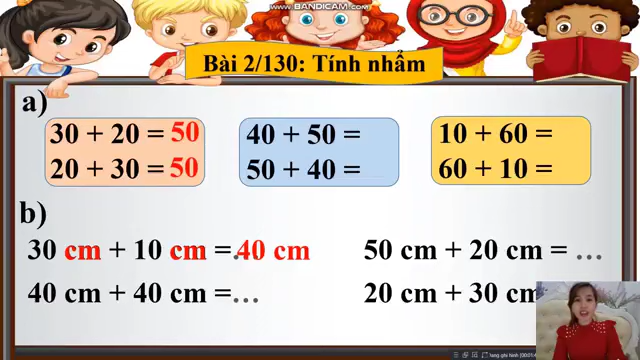 WWW.BANDICAM.COM
Bài 2/130: Tính nhẩm
a)
30 + 20 = 50
20 + 30 = 50
40 + 50 =
50 + 40 =
10 + 60 =
60 + 10 =
b)
30 cm + 10 cm = 40 cm
50 cm + 20 cm = ...
40 cm + 40 cm = ...
20 cm + 30 cm